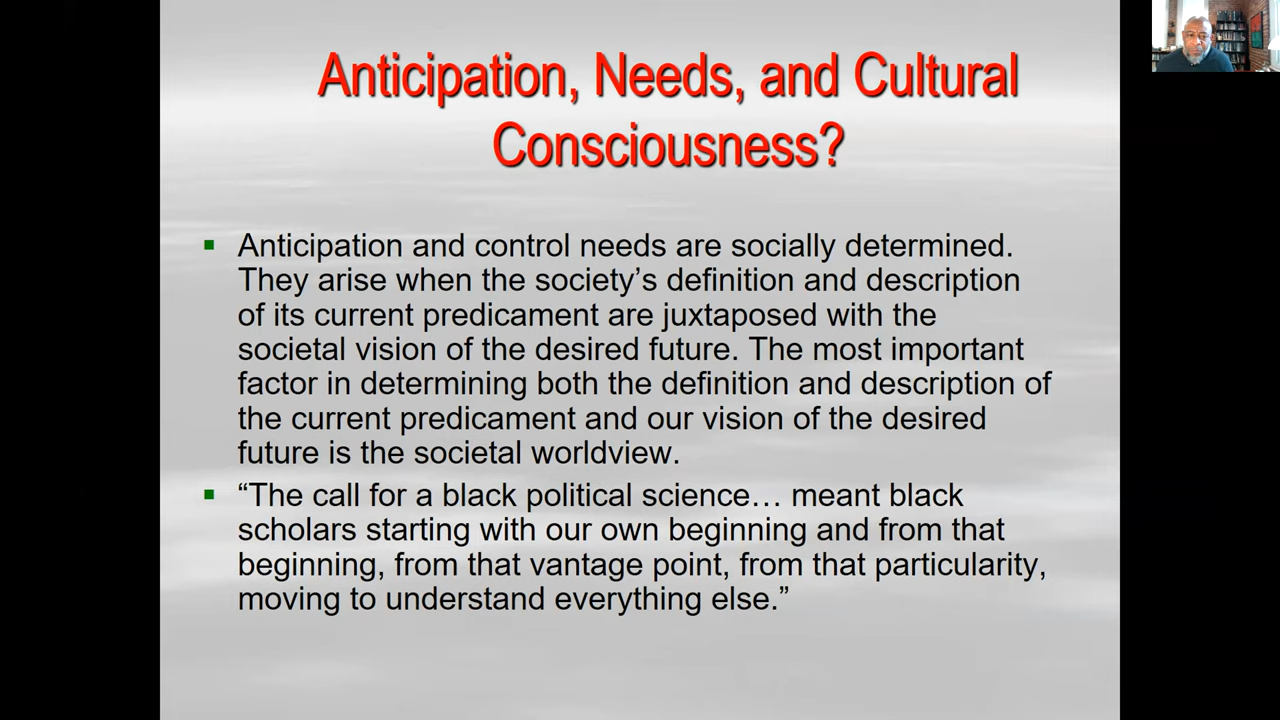 Anticipation, Needs, and Cultural
Consciousness?
Anticipation and control needs are socially determined.
They arise when the society’s definition and description
of its current predicament are juxtaposed with the
societal vision of the desired future. The most important
factor in determining both the definition and description of
the current predicament and our vision of the desired
future is the societal worldview.
“The call for a black political science… meant black
scholars starting with our own beginning and from that
beginning, from that vantage point, from that particularity,
moving to understand everything else.”